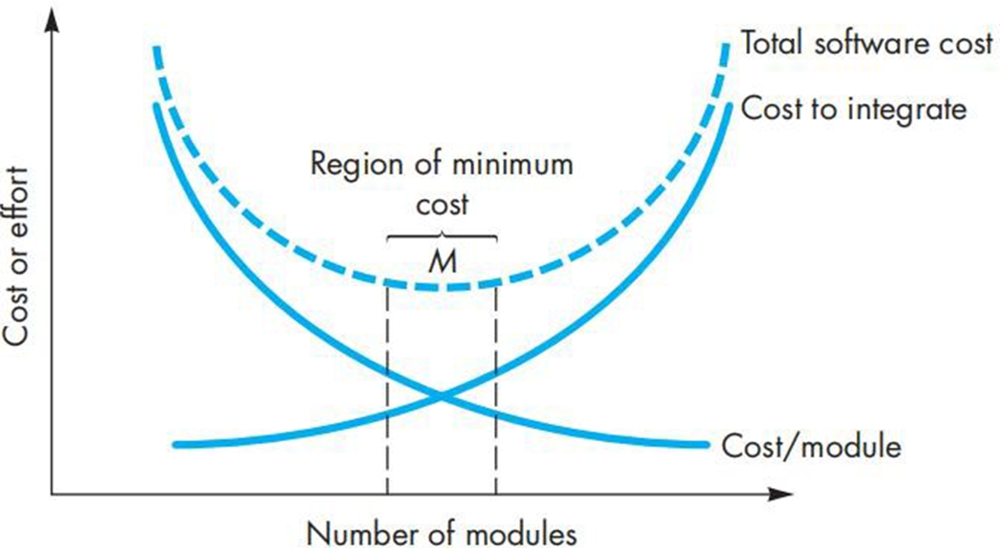 Total software cost
Cost to integrate
Region of minimum
cost
M
Cost or effort
Cost/module
Number of modules